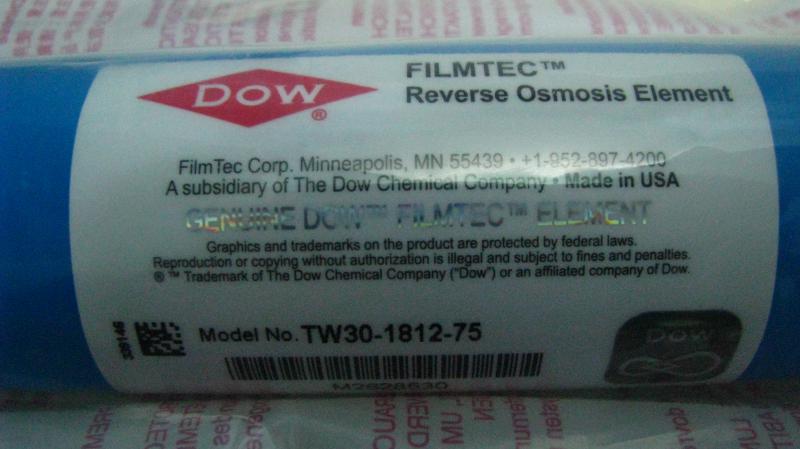 DOW®
FILMTEC™
Reverse Osmosis Element
FilmTec Corp. Minneapolis, MN 55439 • +1-952-897-4200
A subsidiary of The Dow Chemical Company • Made in USA
GENUINE DOW™ FILMTEC™ ELEMENT
Graphics and trademarks on the product are protected by federal laws.
Reproduction or copying without authorization is illegal and subject to fines and penalties.
® ™ Trademark of The Dow Chemical Company ("Dow") or an affiliated company of Dow.
Model No. TW30-1812-75
M2628630
DOW